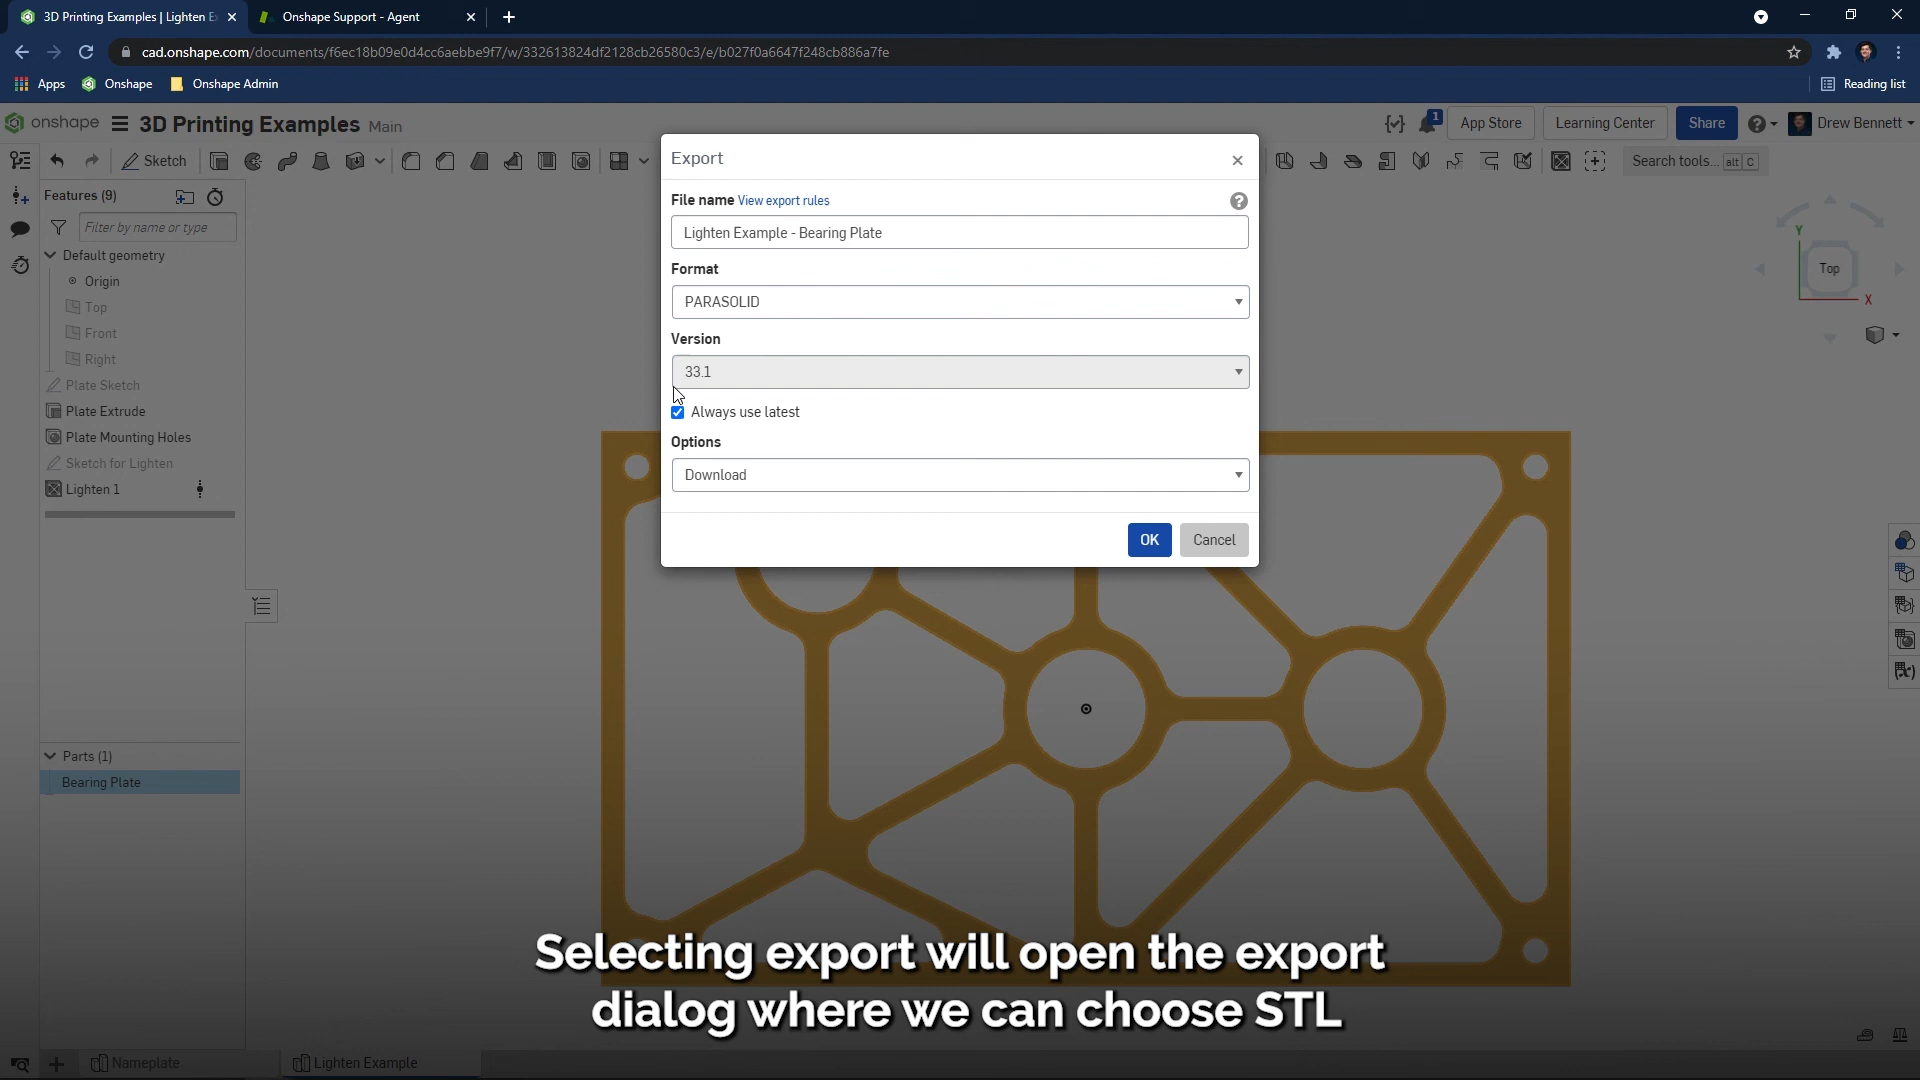 3D Printing Examples | Lighten E
Onshape Support - Agent
cad.onshape.com/documents/f6ec18b09e0d4cc6aebbe9f7/w/332613824df2128cb26580c3/e/b027f0a6647f248cb886a7fe
Apps
Onshape
Onshape Admin
Reading list
onshape
3D Printing Examples Main
1
App Store
Learning Center
Share
Drew Bennett
Sketch
Search tools... alt C
Features (9)
Filter by name or type
Default geometry
Origin
Top
Front
Right
Plate Sketch
Plate Extrude
Plate Mounting Holes
Sketch for Lighten
Lighten 1
Parts (1)
Bearing Plate
Export
File name View export rules
Lighten Example - Bearing Plate
Format
PARASOLID
Version
33.1
Always use latest
Options
Download
OK
Cancel
Y
Top
X
Selecting export will open the export
dialog where we can choose STL
Nameplate
Lighten Example